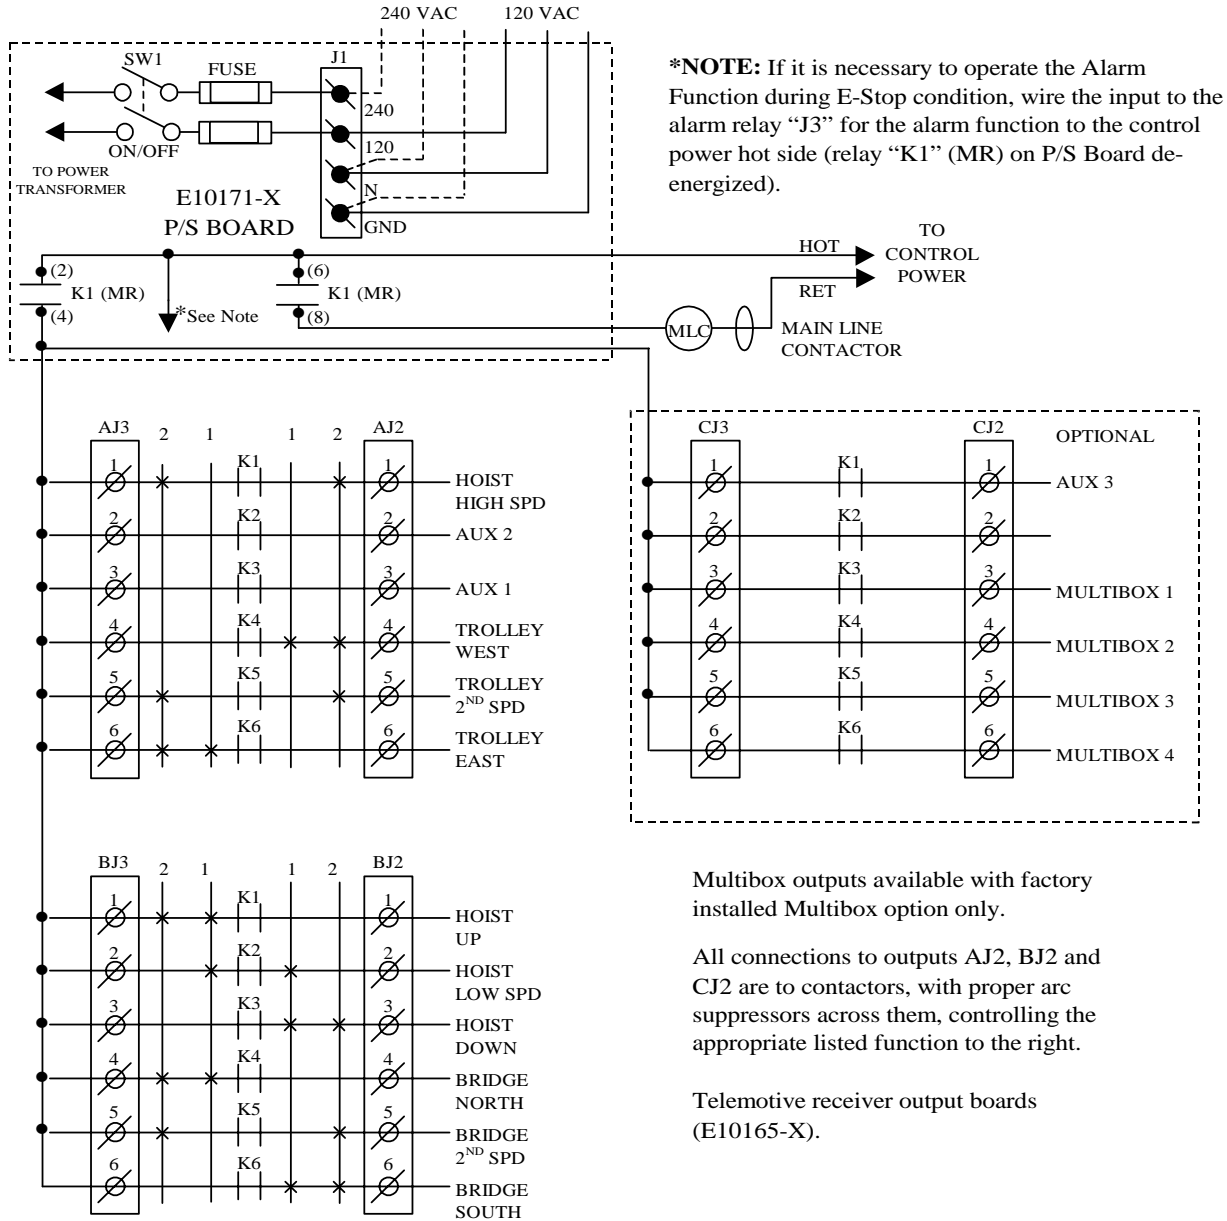 240 VAC
120 VAC
SW1
FUSE
J1
240
120
N
GND
ON/OFF
TO POWER
TRANSFORMER
E10171-X
P/S BOARD
*NOTE: If it is necessary to operate the Alarm
Function during E-Stop condition, wire the input to the
alarm relay “J3” for the alarm function to the control
power hot side (relay “K1” (MR) on P/S Board de-
energized).
(2)
K1 (MR)
(4)
*See Note
(6)
K1 (MR)
(8)
HOT
RET
TO
CONTROL
POWER
MLC
MAIN LINE
CONTACTOR
AJ3
2
1
1
2
AJ2
1
K1
1
HOIST
HIGH SPD
2
K2
2
AUX 2
3
K3
3
AUX 1
4
K4
4
TROLLEY
WEST
5
K5
5
TROLLEY
2ND SPD
6
K6
6
TROLLEY
EAST
CJ3
CJ2
OPTIONAL
1
K1
1
AUX 3
2
K2
2
3
K3
3
MULTIBOX 1
4
K4
4
MULTIBOX 2
5
K5
5
MULTIBOX 3
6
K6
6
MULTIBOX 4
BJ3
2
1
1
2
BJ2
1
K1
1
HOIST
UP
2
K2
2
HOIST
LOW SPD
3
K3
3
HOIST
DOWN
4
K4
4
BRIDGE
NORTH
5
K5
5
BRIDGE
2ND SPD
6
K6
6
BRIDGE
SOUTH
Multibox outputs available with factory
installed Multibox option only.
All connections to outputs AJ2, BJ2 and
CJ2 are to contactors, with proper arc
suppressors across them, controlling the
appropriate listed function to the right.
Telemotive receiver output boards
(E10165-X).